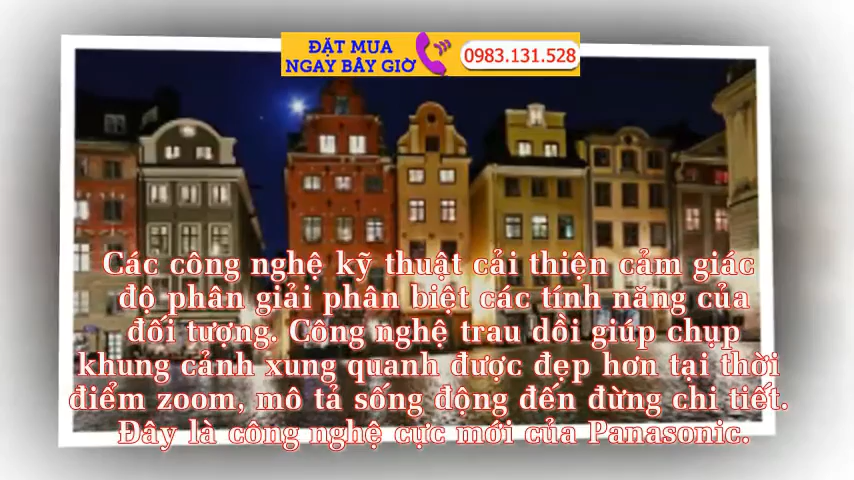 ĐẶT MUA
NGAY BÂY GIỜ
0983.131.528
Các công nghệ kỹ thuật cải thiện cảm giác
độ phân giải phân biệt các tính năng của
đối tượng. Công nghệ trau dồi giúp chụp
khung cảnh xung quanh được đẹp hơn tại thời
điểm zoom, mô tả sống động đến đừng chi tiết.
Đây là công nghệ cực mới của Panasonic.